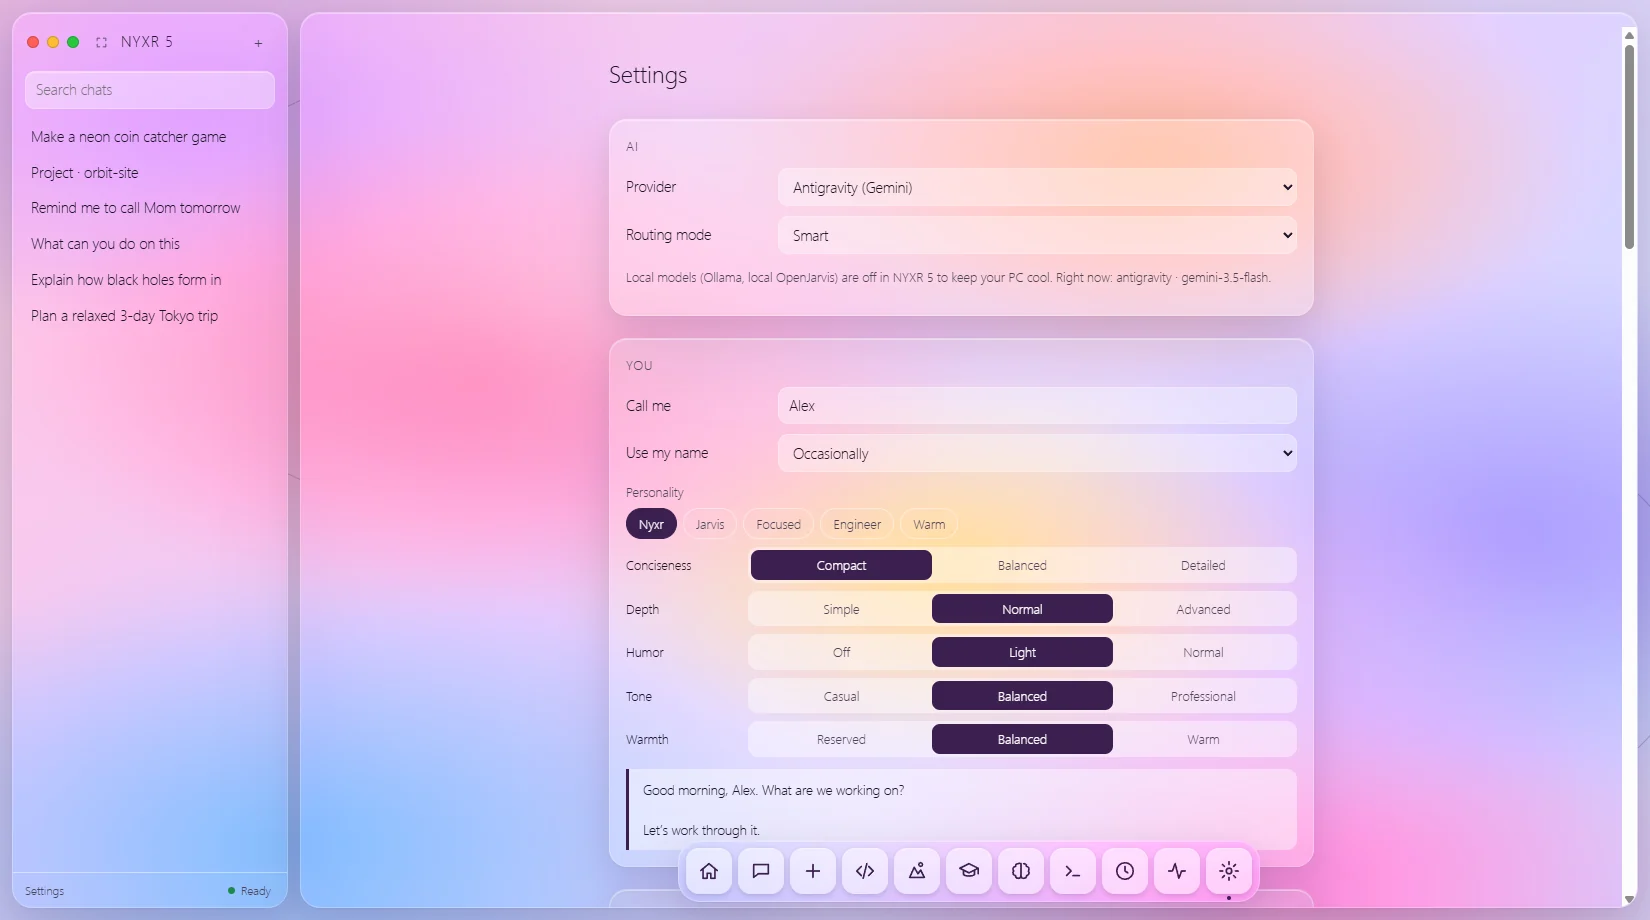 NYXR 5
+
Search chats
Make a neon coin catcher game
Project · orbit-site
Remind me to call Mom tomorrow
What can you do on this
Explain how black holes form in
Plan a relaxed 3-day Tokyo trip
Settings
Ready
Settings
AI
Provider
Antigravity (Gemini)
Routing mode
Smart
Local models (Ollama, local OpenJarvis) are off in NYXR 5 to keep your PC cool. Right now: antigravity · gemini-3.5-flash.
YOU
Call me
Alex
Use my name
Occasionally
Personality
Nyxr Jarvis Focused Engineer Warm
Conciseness Compact Balanced Detailed
Depth Simple Normal Advanced
Humor Off Light Normal
Tone Casual Balanced Professional
Warmth Reserved Balanced Warm
Good morning, Alex. What are we working on?
Let's work through it.